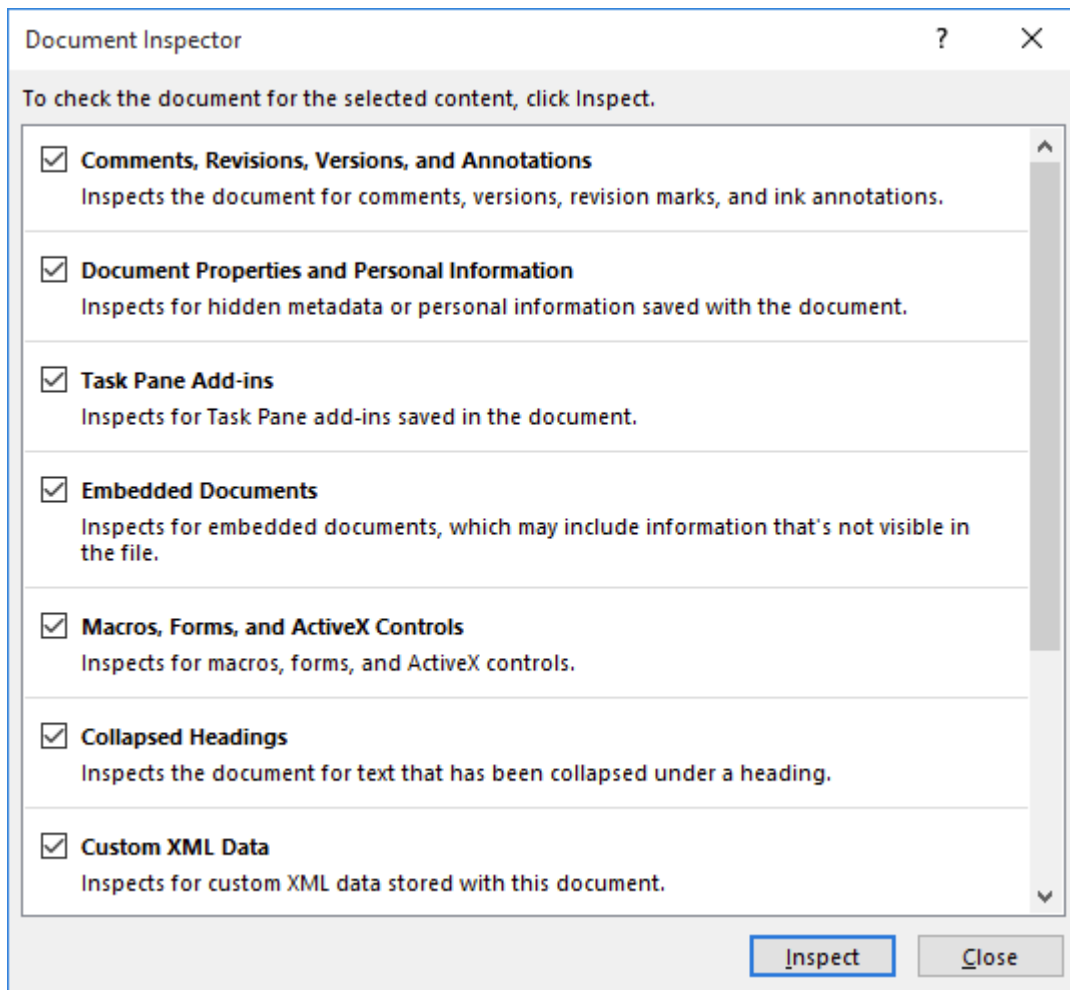 Document Inspector
?
To check the document for the selected content, click Inspect.
Comments, Revisions, Versions, and Annotations
Inspects the document for comments, versions, revision marks, and ink annotations.
Document Properties and Personal Information
Inspects for hidden metadata or personal information saved with the document.
Task Pane Add-ins
Inspects for Task Pane add-ins saved in the document.
Embedded Documents
Inspects for embedded documents, which may include information that's not visible in
the file.
Macros, Forms, and ActiveX Controls
Inspects for macros, forms, and ActiveX controls.
Collapsed Headings
Inspects the document for text that has been collapsed under a heading.
Custom XML Data
Inspects for custom XML data stored with this document.
Inspect
Close